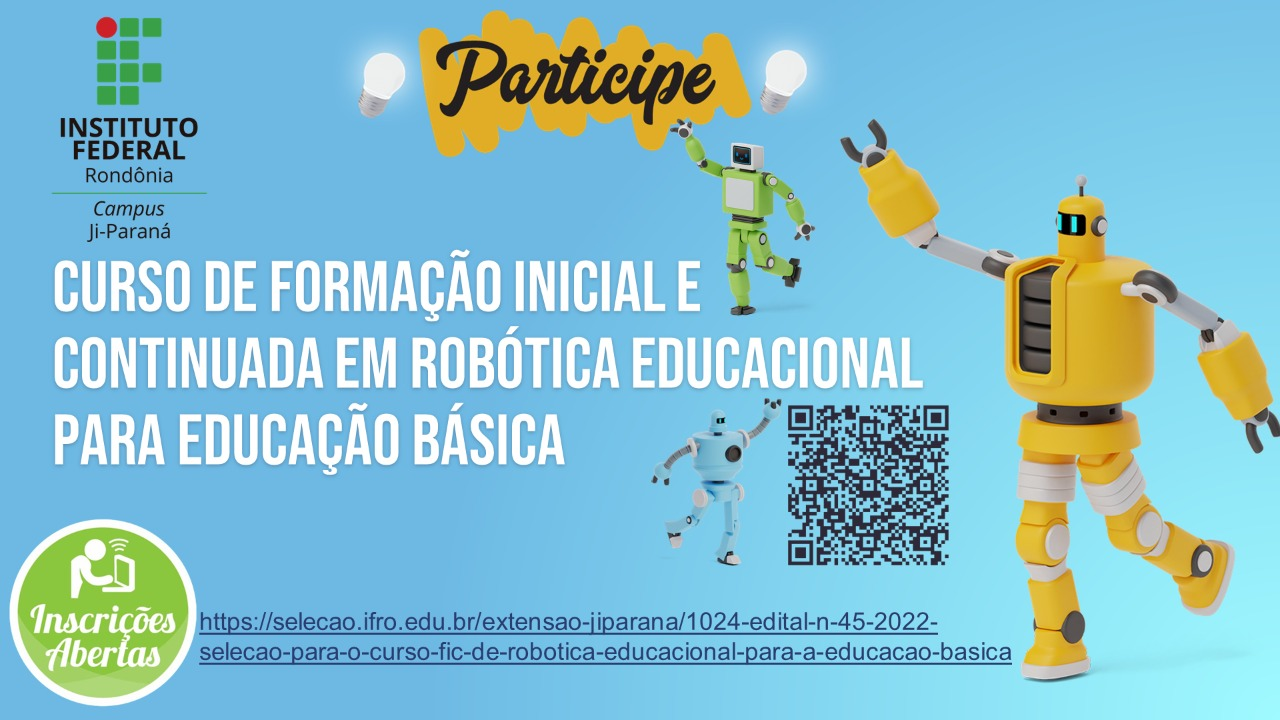 Participe
INSTITUTO
FEDERAL
Rondônia
Campus
Ji-Paraná
CURSO DE FORMAÇÃO INICIAL E
CONTINUADA EM ROBÓTICA EDUCACIONAL
PARA EDUCAÇÃO BÁSICA
Inscrições
Abertas
https://selecao.ifro.edu.br/extensao-jiparana/1024-edital-n-45-2022-
selecao-para-o-curso-fic-de-robotica-educacional-para-a-educacao-basica